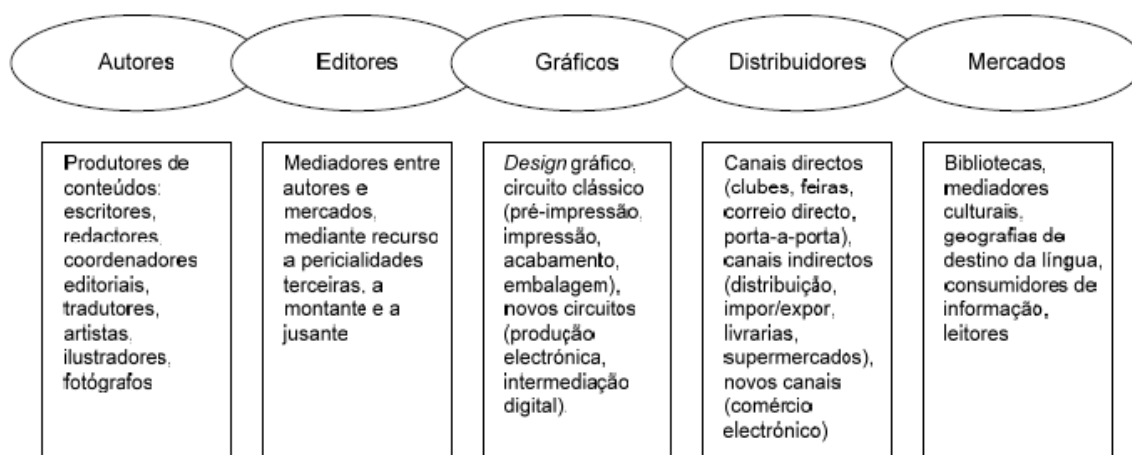 Autores
Editores
Gráficos
Distribuidores
Mercados
Produtores de
conteúdos:
escritores,
redactores,
coordenadores
editoriais,
tradutores,
artistas,
ilustradores,
fotógrafos
Mediadores entre
autores e
mercados,
mediante recurso
a pericialidades
terceiras, a
montante e a
jusante
Design gráfico,
circuito clássico
(pré-impressão,
impressão,
acabamento,
embalagem),
novos circuitos
(produção
electrónica,
intermediação
digital).
Canais directos
(clubes, feiras,
correio directo,
porta-a-porta),
canais indirectos
(distribuição,
impor/expor,
livrarias,
supermercados),
novos canais
(comércio
electrónico)
Bibliotecas,
mediadores
culturais,
geografias de
destino da língua,
consumidores de
informação,
leitores